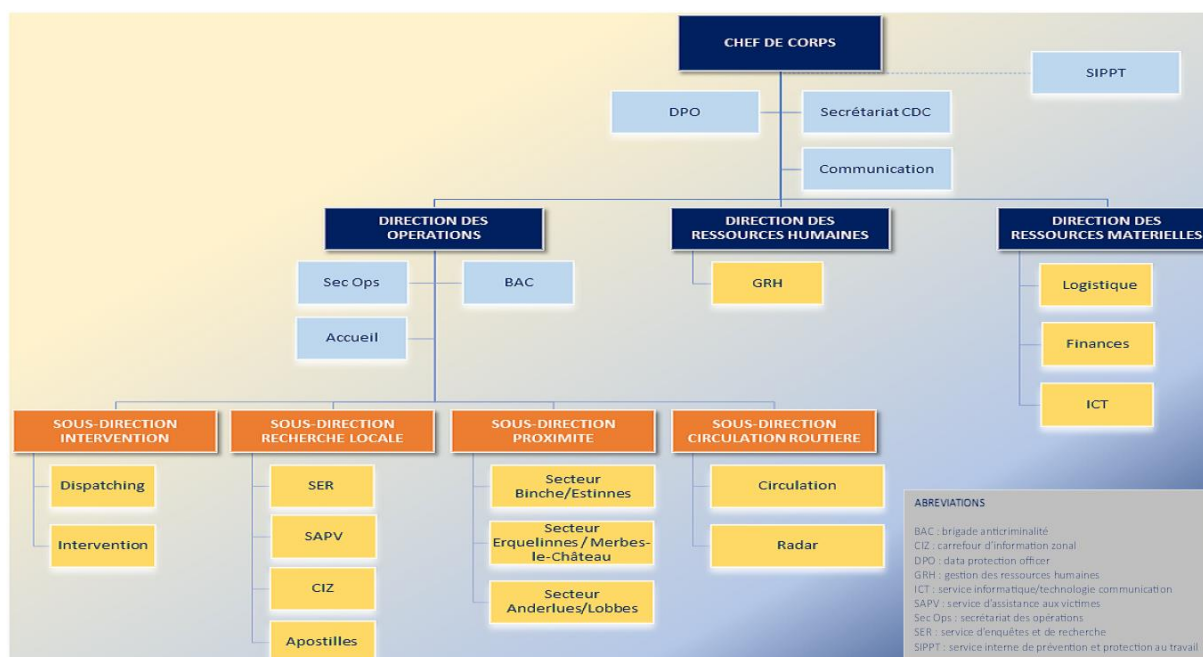 CHEF DE CORPS
SIPPT
DPO
Secrétariat CDC
Communication
DIRECTION DES
OPERATIONS
DIRECTION DES
RESSOURCES HUMAINES
DIRECTION DES
RESSOURCES MATERIELLES
Sec Ops
BAC
Accueil
GRH
Logistique
Finances
ICT
SOUS-DIRECTION
INTERVENTION
SOUS-DIRECTION
RECHERCHE LOCALE
SOUS-DIRECTION
PROXIMITE
SOUS-DIRECTION
CIRCULATION ROUTIERE
Dispatching
Intervention
SER
SAPV
CIZ
Apostilles
Secteur
Binche/Estinnes
Secteur
Erquelinnes / Merbes-
le-Château
Secteur
Anderlues/Lobbes
Circulation
Radar
ABREVIATIONS
BAC : brigade anticriminalité
CIZ : carrefour d'information zonal
DPO : data protection officer
GRH : gestion des ressources humaines
ICT : service informatique/technologie communication
SAPV : service d'assistance aux victimes
Sec Ops : secrétariat des opérations
SER : service d'enquêtes et de recherche
SIPPT : service interne de prévention et protection au travail